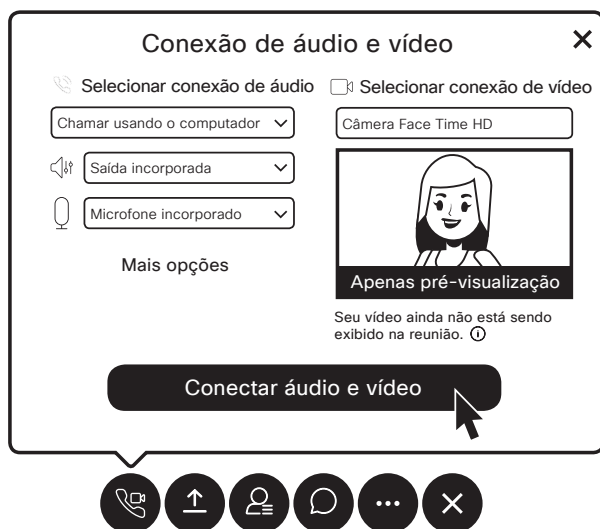 Conexão de áudio e vídeo
Selecionar conexão de áudio
Chamar usando o computador
Saída incorporada
Microfone incorporado
Mais opções
Selecionar conexão de vídeo
Câmera Face Time HD
Apenas pré-visualização
Seu vídeo ainda não está sendo
exibido na reunião.
Conectar áudio e vídeo